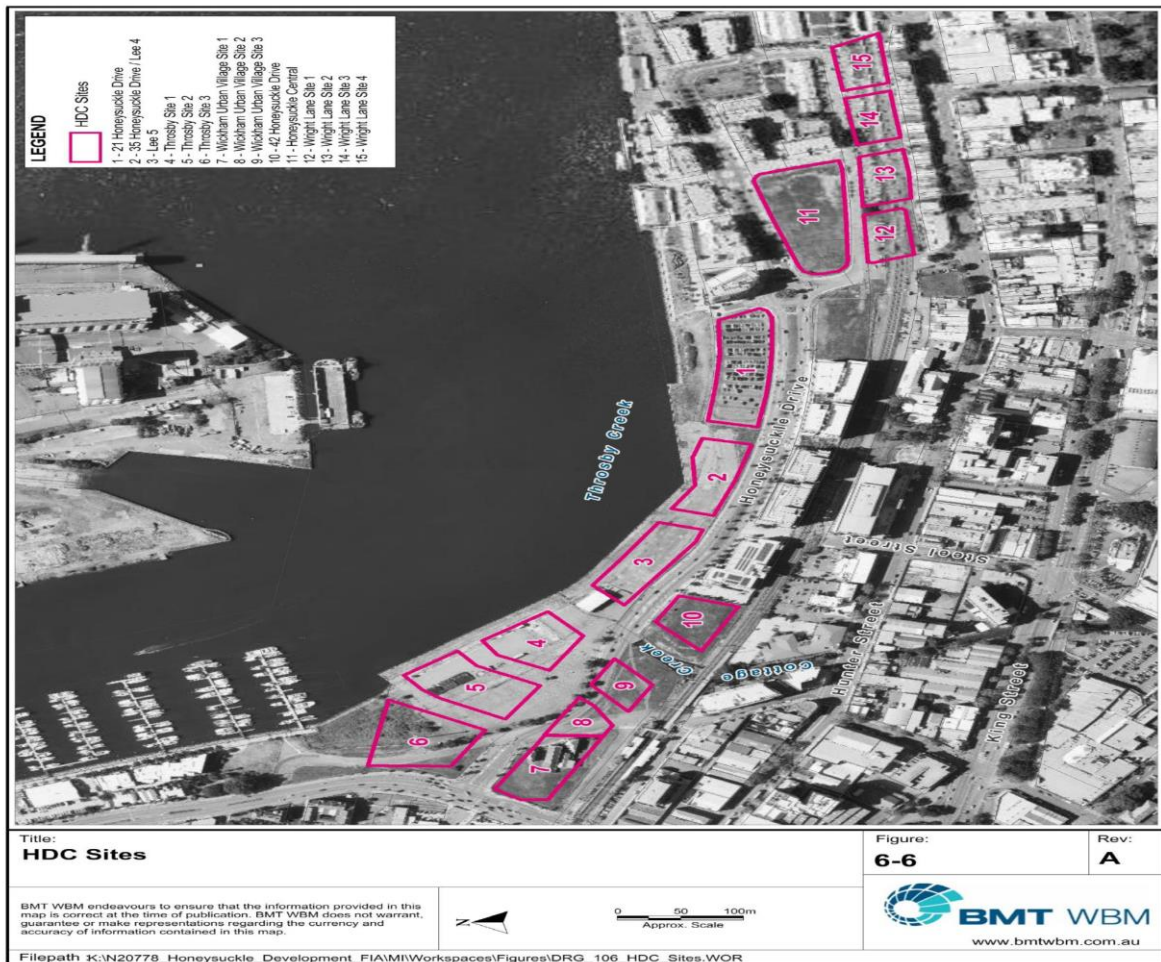 LEGEND
HDC Sites
1 - 21 Honeysuckle Drive
2 - 35 Honeysuckle Drive / Lee 4
3 - Lee 5
4 - Throsby Site 1
5 - Throsby Site 2
6 - Throsby Site 3
7 - Wickham Urban Village Site 1
8 - Wickham Urban Village Site 2
9 - Wickham Urban Village Site 3
10 - 42 Honeysuckle Drive
11 - Honeysuckle Central
12 - Wright Lane Site 1
13 - Wright Lane Site 2
14 - Wright Lane Site 3
15 - Wright Lane Site 4
15
14
13
12
11
1
Honeysuckle Drive
Throsby Creek
2
3
Steel Street
10
4
Cottage
Creek
Hunter Street
King Street
9
5
8
6
7
Title:
HDC Sites
Figure:
6-6
Rev:
A
BMT WBM endeavours to ensure that the information provided in this
map is correct at the time of publication. BMT WBM does not warrant,
guarantee or make representations regarding the currency and
accuracy of information contained in this map.
N
0 50 100m
Approx. Scale
BMT WBM
www.bmtwbm.com.au
Filepath K:\N20778_Honeysuckle_Development_FIA\MI\Workspaces\Figures\DRG_106_HDC_Sites.WOR